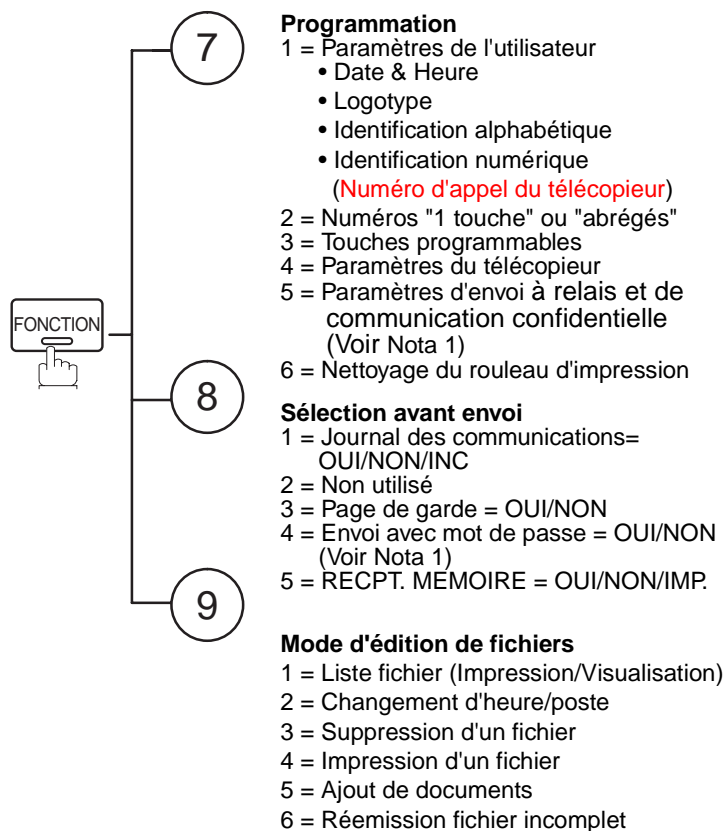 FONCTION
7
Programmation
1 = Paramètres de l'utilisateur
• Date & Heure
• Logotype
• Identification alphabétique
• Identification numérique
(Numéro d'appel du télécopieur)
2 = Numéros "1 touche" ou "abrégés"
3 = Touches programmables
4 = Paramètres du télécopieur
5 = Paramètres d'envoi à relais et de
communication confidentielle
(Voir Nota 1)
6 = Nettoyage du rouleau d'impression
8
Sélection avant envoi
1 = Journal des communications=
OUI/NON/INC
2 = Non utilisé
3 = Page de garde = OUI/NON
4 = Envoi avec mot de passe = OUI/NON
(Voir Nota 1)
5 = RECPT. MEMOIRE = OUI/NON/IMP.
9
Mode d'édition de fichiers
1 = Liste fichier (Impression/Visualisation)
2 = Changement d'heure/poste
3 = Suppression d'un fichier
4 = Impression d'un fichier
5 = Ajout de documents
6 = Réemission fichier incomplet